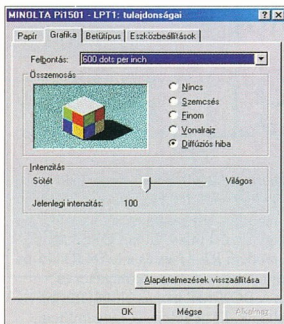 MINOLTA Pi1501 - LPT1: tulajdonságai
Papír Grafika Betűtípus Eszközbeállítások
Felbontás: 600 dots per inch
Összemosás
Nincs
Szemcsés
Finom
Vonalrajz
Diffúziós hiba
Intenzitás
Sötét Világos
Jelenlegi intenzitás: 100
Alapértelmezések visszaállítása
OK Mégse Alkalmaz